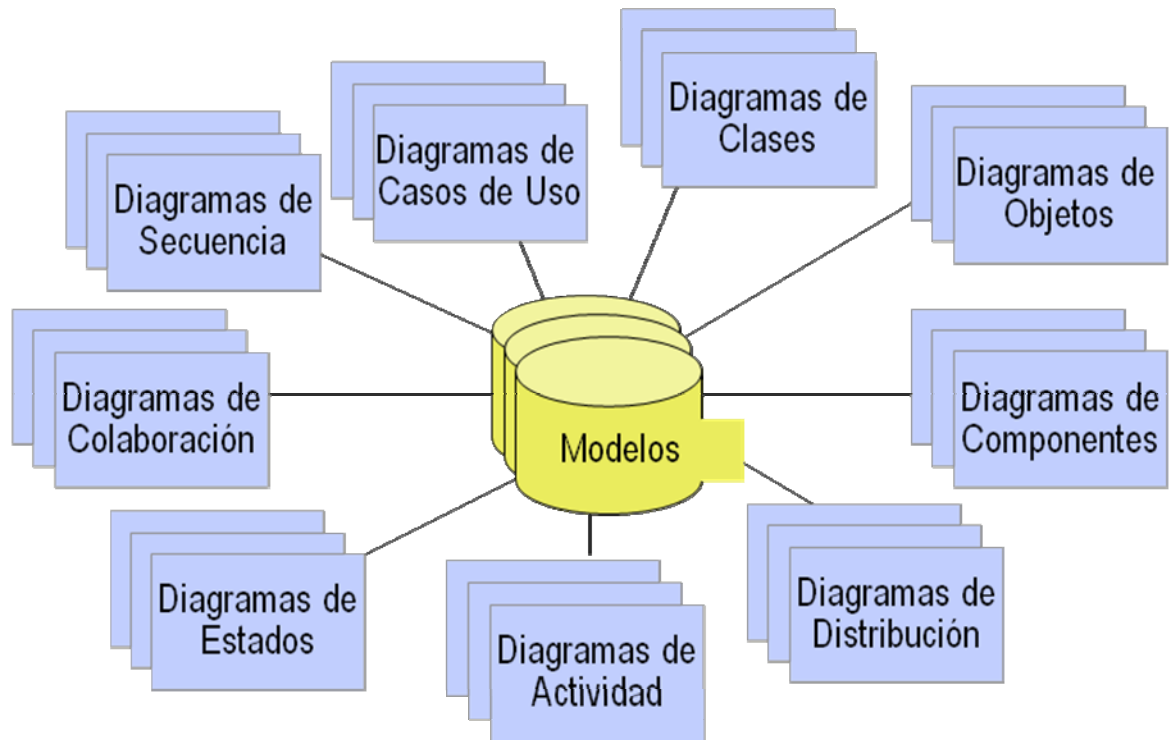 Diagramas de
Clases
Diagramas de
Casos de Uso
Diagramas de
Objetos
Diagramas de
Secuencia
Diagramas de
Colaboración
Modelos
Diagramas de
Componentes
Diagramas de
Estados
Diagramas de
Actividad
Diagramas de
Distribución